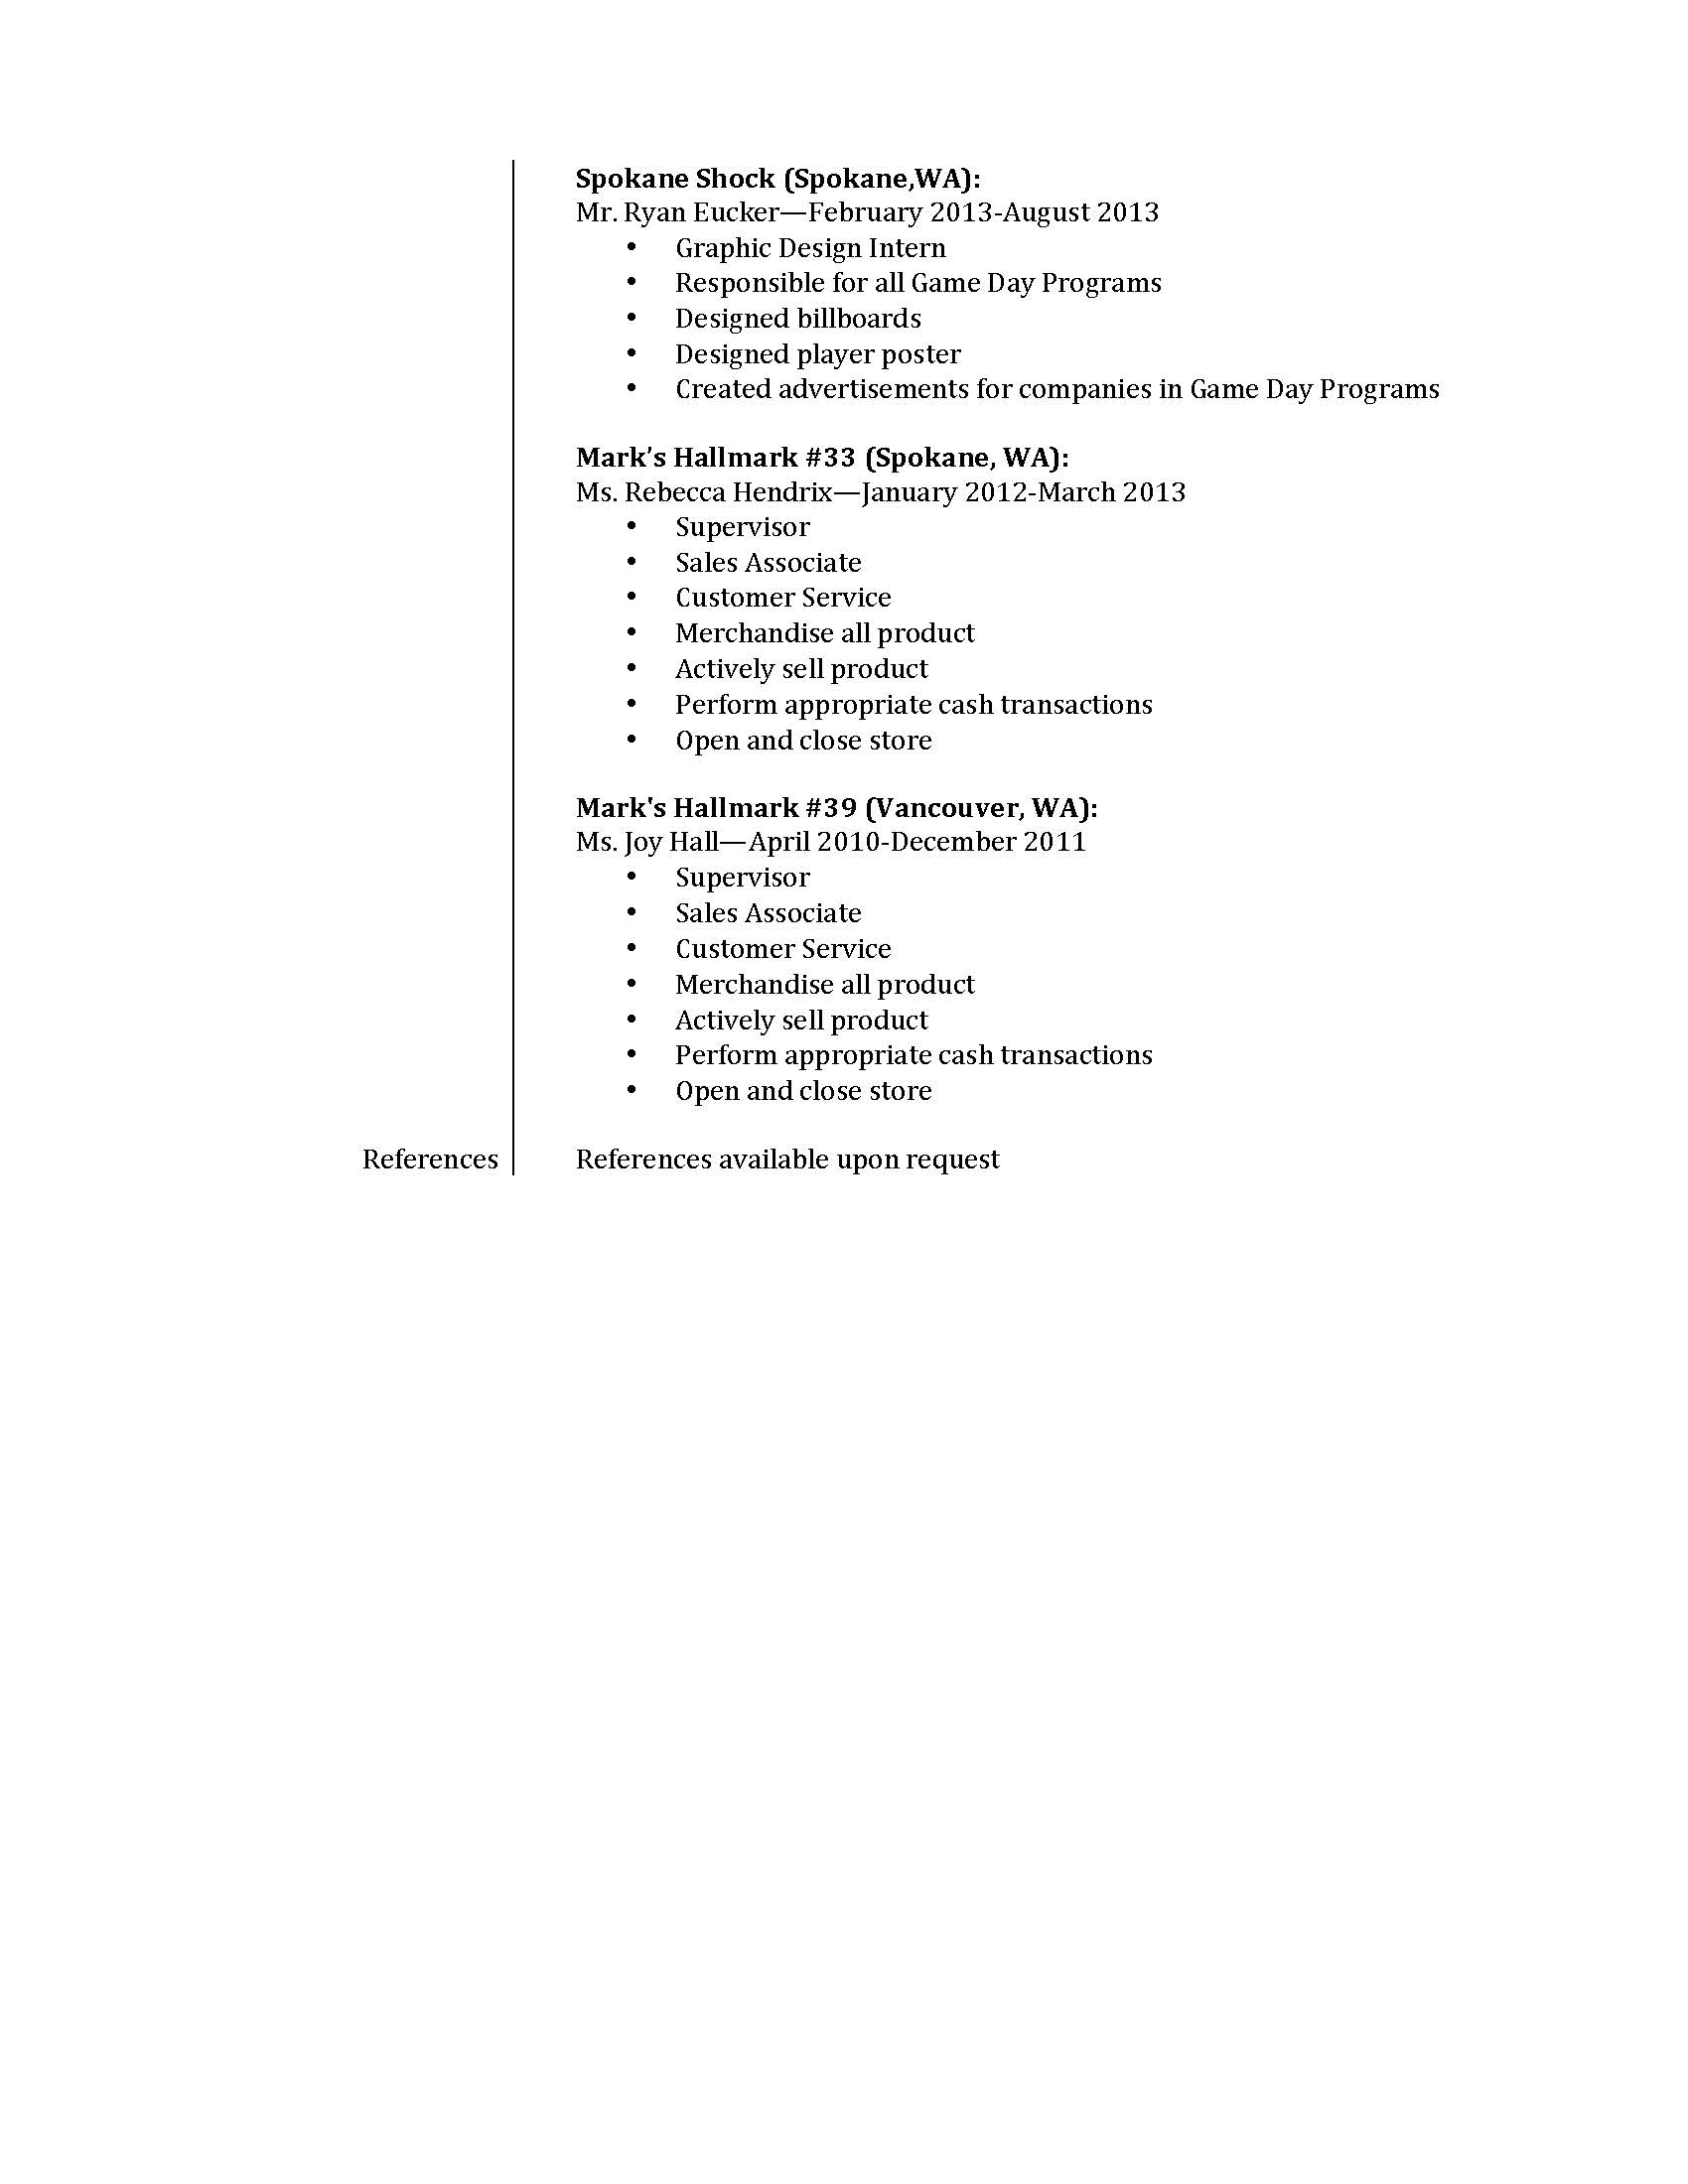 Spokane Shock (Spokane,WA):
Mr. Ryan Eucker—February 2013-August 2013
• Graphic Design Intern
• Responsible for all Game Day Programs
• Designed billboards
• Designed player poster
• Created advertisements for companies in Game Day Programs
Mark’s Hallmark #33 (Spokane, WA):
Ms. Rebecca Hendrix—January 2012-March 2013
• Supervisor
• Sales Associate
• Customer Service
• Merchandise all product
• Actively sell product
• Perform appropriate cash transactions
• Open and close store
Mark's Hallmark #39 (Vancouver, WA):
Ms. Joy Hall—April 2010-December 2011
• Supervisor
• Sales Associate
• Customer Service
• Merchandise all product
• Actively sell product
• Perform appropriate cash transactions
• Open and close store
References References available upon request